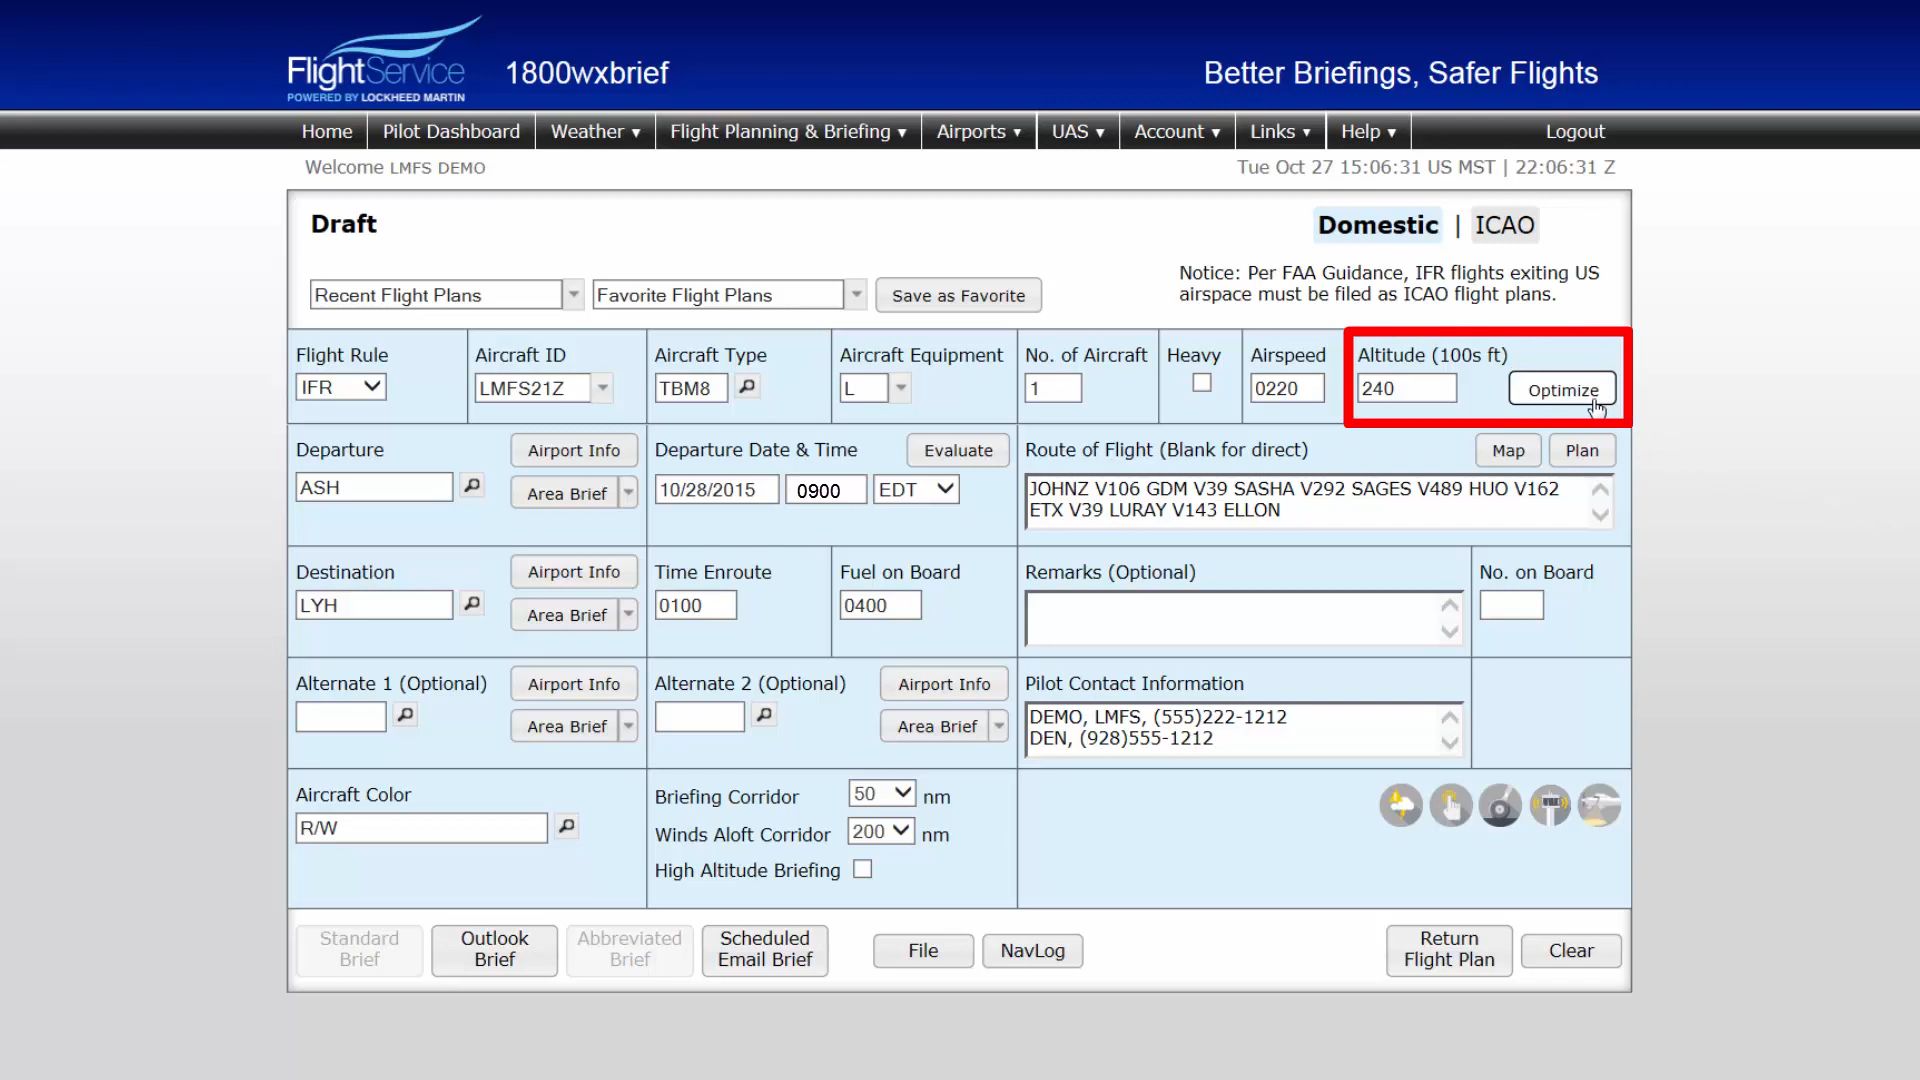 FlightService
POWERED BY LOCKHEED MARTIN
1800wxbrief
Better Briefings, Safer Flights
Home
Pilot Dashboard
Weather ▾
Flight Planning & Briefing ▾
Airports ▾
UAS ▾
Account ▾
Links ▾
Help ▾
Logout
Welcome LMFS DEMO
Tue Oct 27 15:06:31 US MST | 22:06:31 Z
Draft
Domestic | ICAO
Notice: Per FAA Guidance, IFR flights exiting US
airspace must be filed as ICAO flight plans.
Recent Flight Plans
Favorite Flight Plans
Save as Favorite
Flight Rule
IFR
Aircraft ID
LMFS21Z
Aircraft Type
TBM8
Aircraft Equipment
L
No. of Aircraft
1
Heavy
Airspeed
0220
Altitude (100s ft)
240
Optimize
Departure
Airport Info
ASH
Area Brief
Departure Date & Time
Evaluate
10/28/2015
0900
EDT
Route of Flight (Blank for direct)
Map
Plan
JOHNZ V106 GDM V39 SASHA V292 SAGES V489 HUO V162
ETX V39 LURAY V143 ELLON
Destination
Airport Info
LYH
Area Brief
Time Enroute
0100
Fuel on Board
0400
Remarks (Optional)
No. on Board
Alternate 1 (Optional)
Airport Info
Area Brief
Alternate 2 (Optional)
Airport Info
Area Brief
Pilot Contact Information
DEMO, LMFS, (555)222-1212
DEN, (928)555-1212
Aircraft Color
R/W
Briefing Corridor
50
nm
Winds Aloft Corridor
200
nm
High Altitude Briefing
Standard
Brief
Outlook
Brief
Abbreviated
Brief
Scheduled
Email Brief
File
NavLog
Return
Flight Plan
Clear